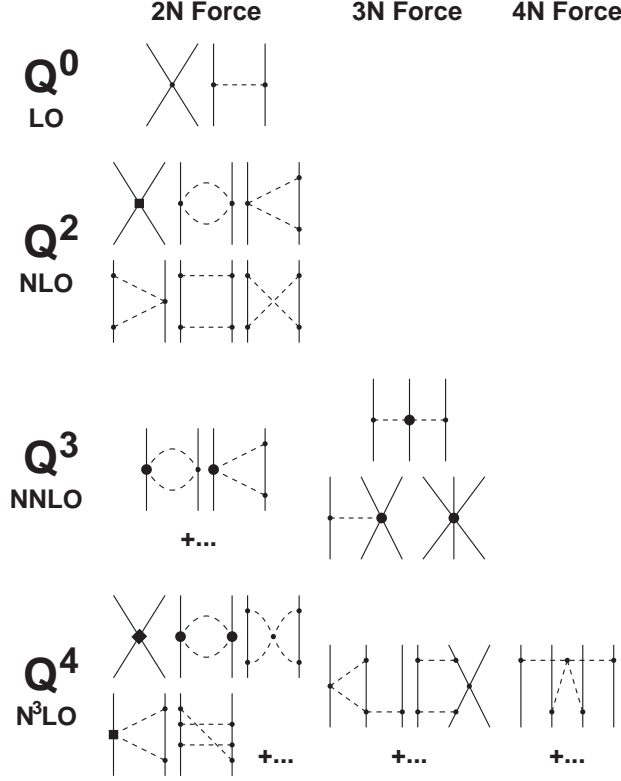 2N Force 3N Force 4N Force
Q⁰
LO
Q²
NLO
Q³
NNLO
+...
Q⁴
N³LO
+... +... +...